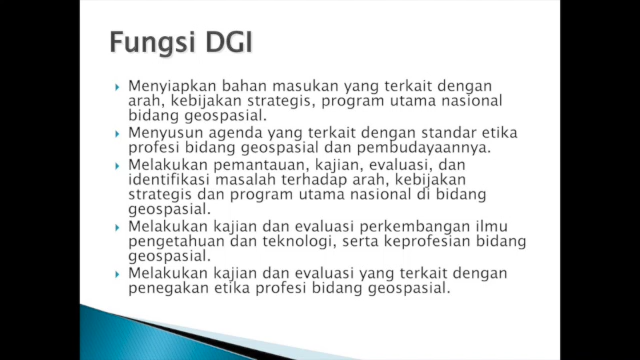 Fungsi DGI
Menyiapkan bahan masukan yang terkait dengan
arah, kebijakan strategis, program utama nasional
bidang geospasial.
Menyusun agenda yang terkait dengan standar etika
profesi bidang geospasial dan pembudayaannya.
Melakukan pemantauan, kajian, evaluasi, dan
identifikasi masalah terhadap arah, kebijakan
strategis dan program utama nasional di bidang
geospasial.
Melakukan kajian dan evaluasi perkembangan ilmu
pengetahuan dan teknologi, serta keprofesian bidang
geospasial.
Melakukan kajian dan evaluasi yang terkait dengan
penegakan etika profesi bidang geospasial.